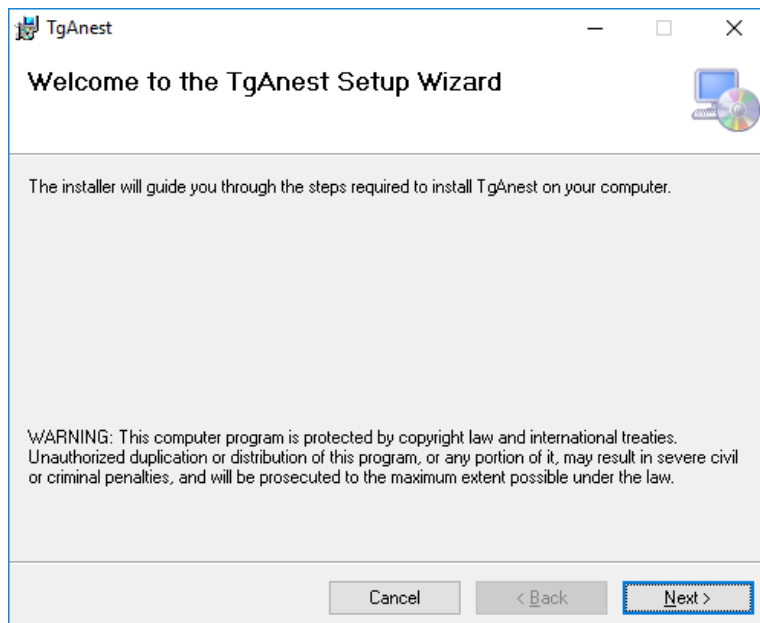 TgAnest
Welcome to the TgAnest Setup Wizard
The installer will guide you through the steps required to install TgAnest on your computer.
WARNING: This computer program is protected by copyright law and international treaties.
Unauthorized duplication or distribution of this program, or any portion of it, may result in severe civil
or criminal penalties, and will be prosecuted to the maximum extent possible under the law.
Cancel
< Back
Next >